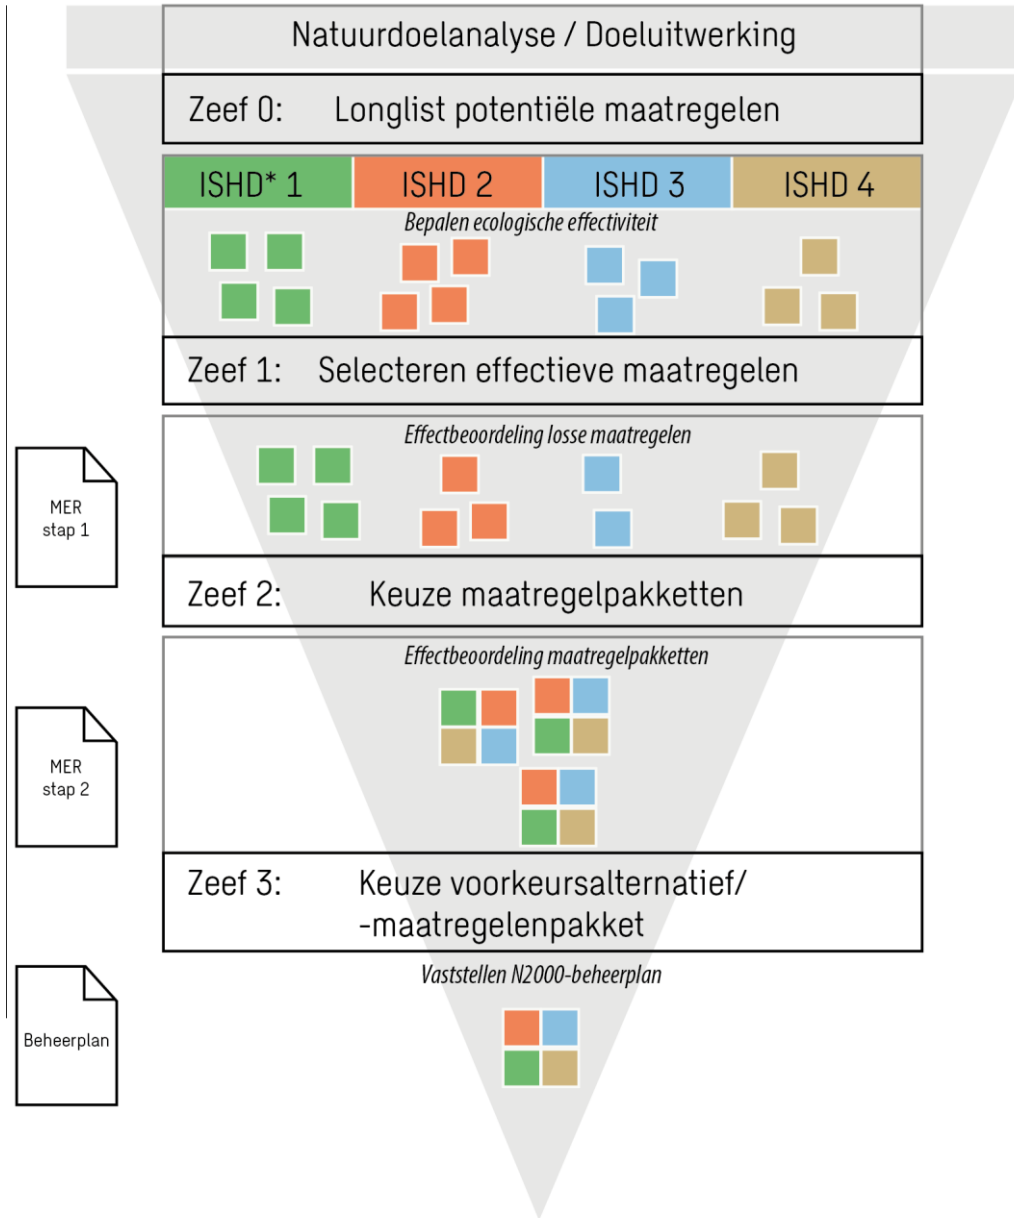 Natuurdoelanalyse / Doeluitwerking
Zeef 0: Longlist potentiële maatregelen
ISHD* 1 ISHD 2 ISHD 3 ISHD 4
Bepalen ecologische effectiviteit
Zeef 1: Selecteren effectieve maatregelen
Effectbeoordeling losse maatregelen
MER
stap 1
Zeef 2: Keuze maatregelpakketten
Effectbeoordeling maatregelpakketten
MER
stap 2
Zeef 3: Keuze voorkeursalternatief/
-maatregelenpakket
Vaststellen N2000-beheerplan
Beheerplan